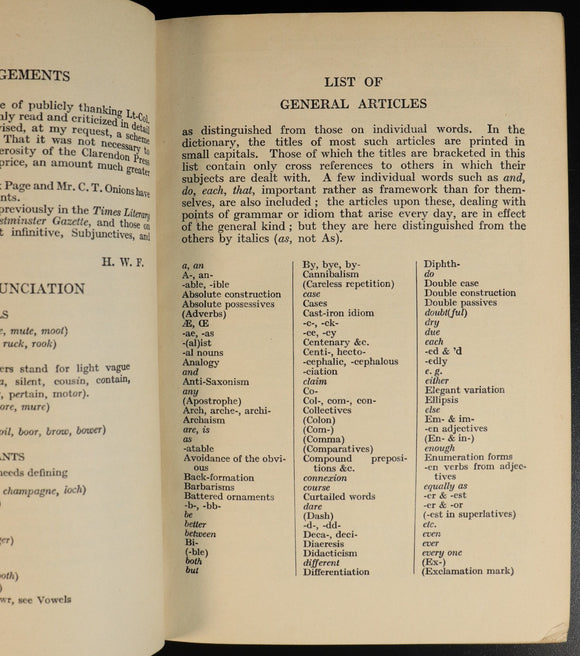 GEMENTS
e of publicly thanking Lt-Col.
nly read and criticized in detail
vised, at my request, a scheme
That it was not necessary to
erosity of the Clarendon Press
price, an amount much greater
Page and Mr. C. T. Onions have
ents.
previously in the Times Literary
estminster Gazette, and those on
t infinitive, Subjunctives, and
H. W. F.
UNCIATION
LS
e, mute, moot)
ruck, rook)
ers stand for light vague
a, silent, cousin, contain,
, pertain, motor).
ore, mure)
oil, boor, brow, bower)
ANTS
needs defining
champagne, loch)
ger)
oth)
wr, see Vowels
LIST OF
GENERAL ARTICLES
as distinguished from those on individual words. In the
dictionary, the titles of most such articles are printed in
small capitals. Those of which the titles are bracketed in this
list contain only cross references to others in which their
subjects are dealt with. A few individual words such as and,
do, each, that, important rather as framework than for them-
selves, are also included ; the articles upon these, dealing with
points of grammar or idiom that arise every day, are in effect
of the general kind ; but they are here distinguished from the
others by italics (as, not As).
a, an
A-, an-
-able, -ible
Absolute construction
Absolute possessives
(Adverbs)
Æ, Œ
-ae, -as
-(al)ist
-al nouns
Analogy
and
Anti-Saxonism
any
(Apostrophe)
Arch, arche-, archi-
Archaism
are, is
as
-atable
Avoidance of the obvi-
ous
Back-formation
Barbarisms
Battered ornaments
-b-, -bb-
be
better
between
Bi-
(-ble)
both
but
By, bye, by-
Cannibalism
(Careless repetition)
case
Cases
Cast-iron idiom
-c-, -ck-
-ce, -cy
Centenary &c.
Centi-, hecto-
-cephalic, -cephalous
-ciation
claim
Co-
Col-, com-, con-
Collectives
(Colon)
(Com-)
(Comma)
(Comparatives)
Compound preposi-
tions &c.
connexion
course
Curtailed words
dare
(Dash)
-d-, -dd-
Deca-, deci-
Diaeresis
Didacticism
different
Differentiation
Diphth-
do
Double case
Double construction
Double passives
doubt(ful)
dry
due
each
-ed & 'd
-edly
e. g.
either
Elegant variation
Ellipsis
else
Em- & im-
-en adjectives
(En- & in-)
enough
Enumeration forms
-en verbs from adjec-
tives
equally as
-er & -est
-er & -or
(-est in superlatives)
etc.
even
ever
every one
(Ex-)
(Exclamation mark)